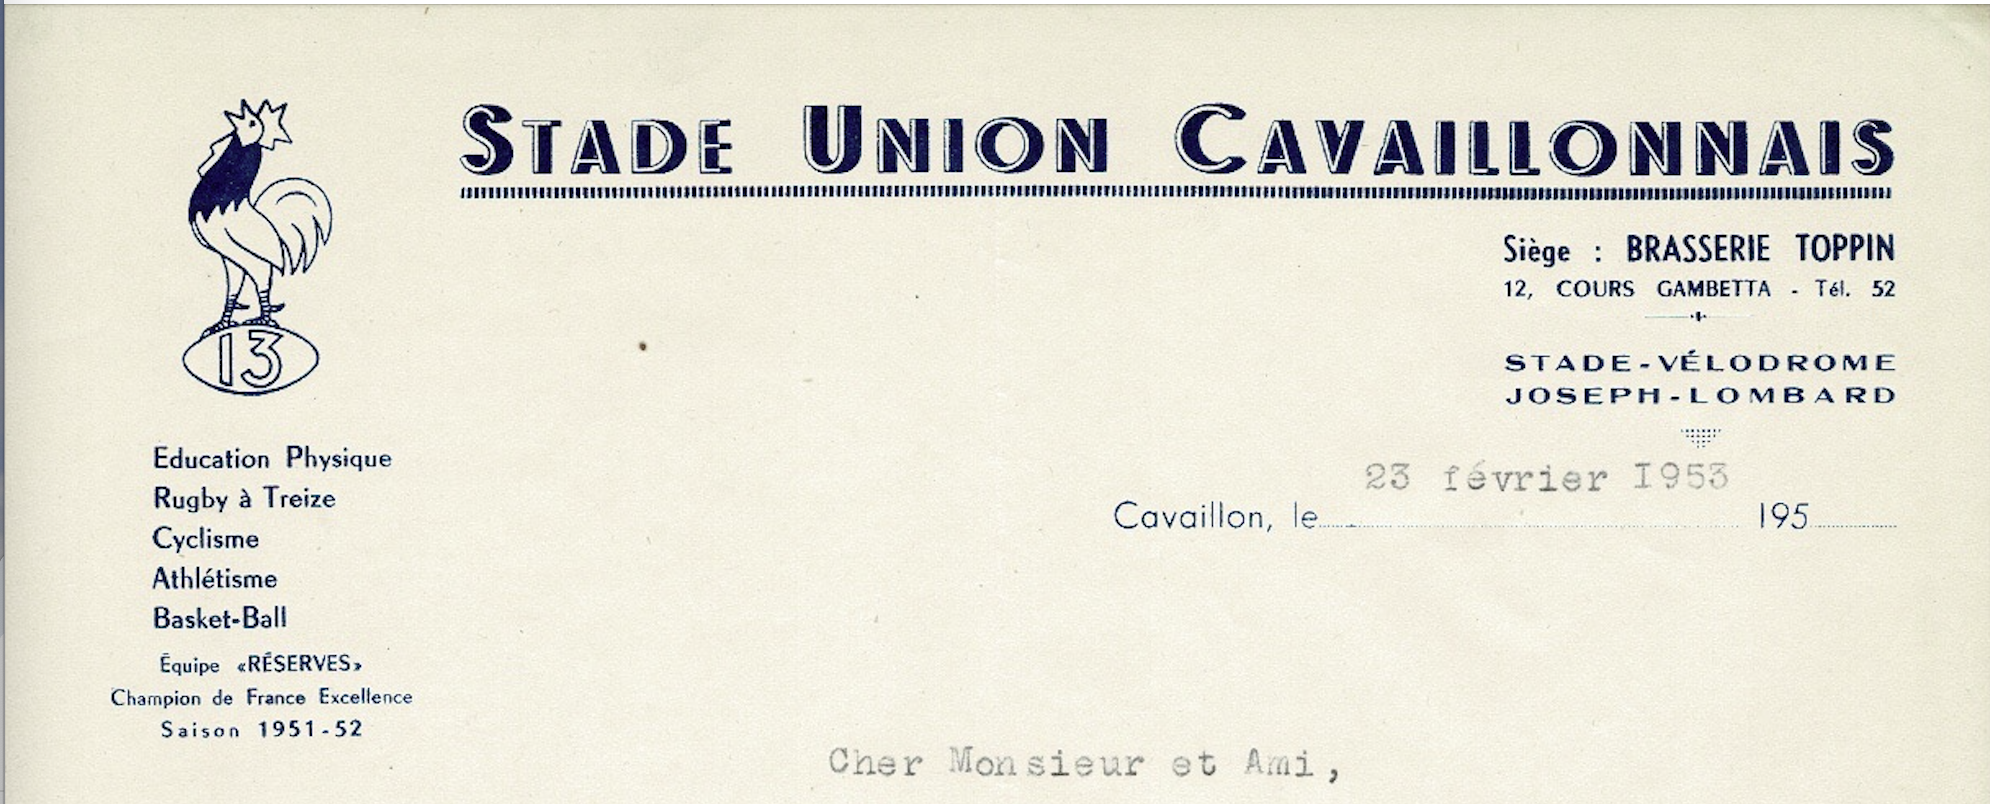 STADE UNION CAVAILLONNAIS
Siège : BRASSERIE TOPPIN
12, COURS GAMBETTA - Tél. 52
STADE-VÉLODROME
JOSEPH-LOMBARD
13
Education Physique
Rugby à Treize
Cyclisme
Athlétisme
Basket-Ball
Équipe «RÉSERVES»
Champion de France Excellence
Saison 1951-52
23 février I953
Cavaillon, le 195
Cher Monsieur et Ami,